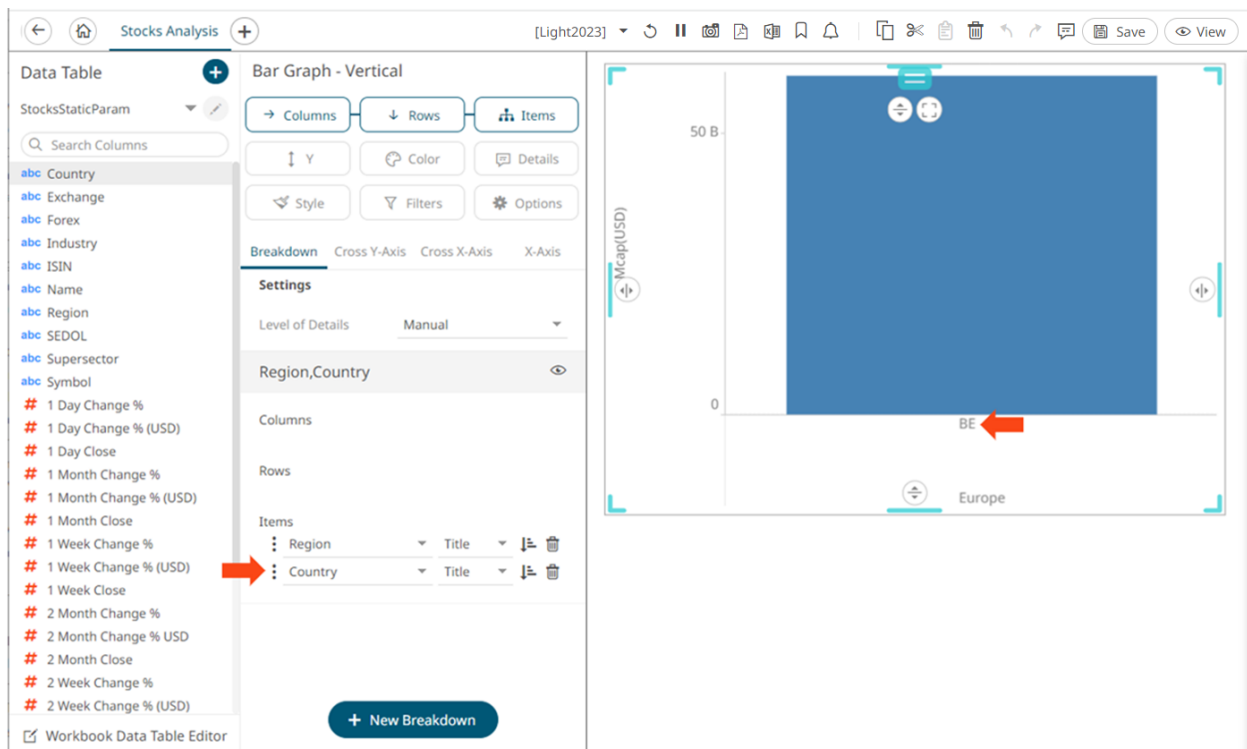 Stocks Analysis
[Light2023]
Save
View
Data Table
StocksStaticParam
Search Columns
abc Country
abc Exchange
abc Forex
abc Industry
abc ISIN
abc Name
abc Region
abc SEDOL
abc Supersector
abc Symbol
# 1 Day Change %
# 1 Day Change % (USD)
# 1 Day Close
# 1 Month Change %
# 1 Month Change % (USD)
# 1 Month Close
# 1 Week Change %
# 1 Week Change % (USD)
# 1 Week Close
# 2 Month Change %
# 2 Month Change % USD
# 2 Month Close
# 2 Week Change %
# 2 Week Change % (USD)
Workbook Data Table Editor
Bar Graph - Vertical
Columns Rows Items
Y Color Details
Style Filters Options
Breakdown Cross Y-Axis Cross X-Axis X-Axis
Settings
Level of Details Manual
Region,Country
Columns
Rows
Items
Region Title
Country Title
New Breakdown
50 B
Mcap(USD)
0
BE
Europe